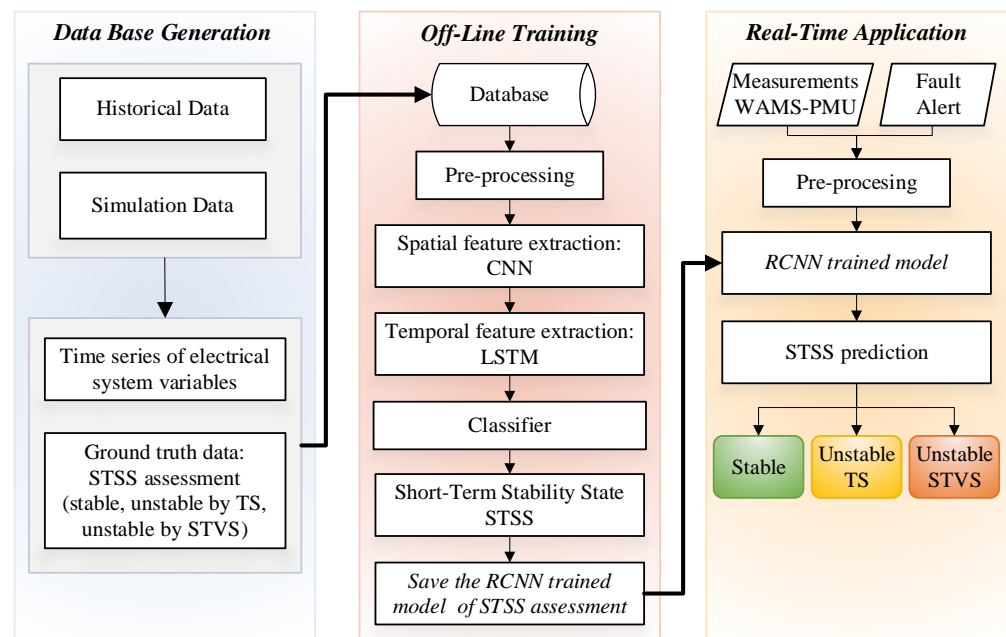 Data Base Generation
Historical Data
Simulation Data
Time series of electrical
system variables
Ground truth data:
STSS assessment
(stable, unstable by TS,
unstable by STVS)
Off-Line Training
Database
Pre-processing
Spatial feature extraction:
CNN
Temporal feature extraction:
LSTM
Classifier
Short-Term Stability State
STSS
Save the RCNN trained
model of STSS assessment
Real-Time Application
Measurements
WAMS-PMU
Fault
Alert
Pre-procesing
RCNN trained model
STSS prediction
Stable
Unstable
TS
Unstable
STVS